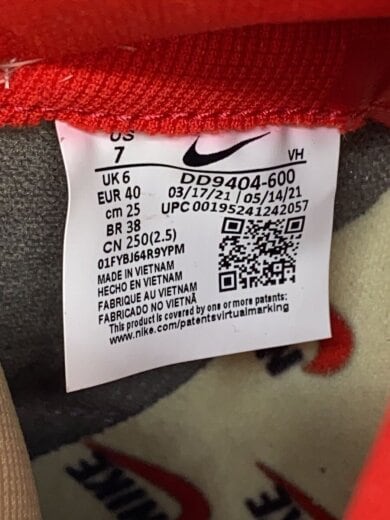 US
7
VH
UK 6
EUR 40
cm 25
BR 38
CN 250(2.5)
01FYBJ64R9YPM
DD9404-600
03/17/21 | 05/14/21
UPC 00195241242057
MADE IN VIETNAM
HECHO EN VIETNAM
FABRIQUE AU VIETNAM
FABRICADO NO VIETNÃ
This product is covered by one or more patents:
www.nike.com/patentsvirtualmarking
NIKE
NIKE